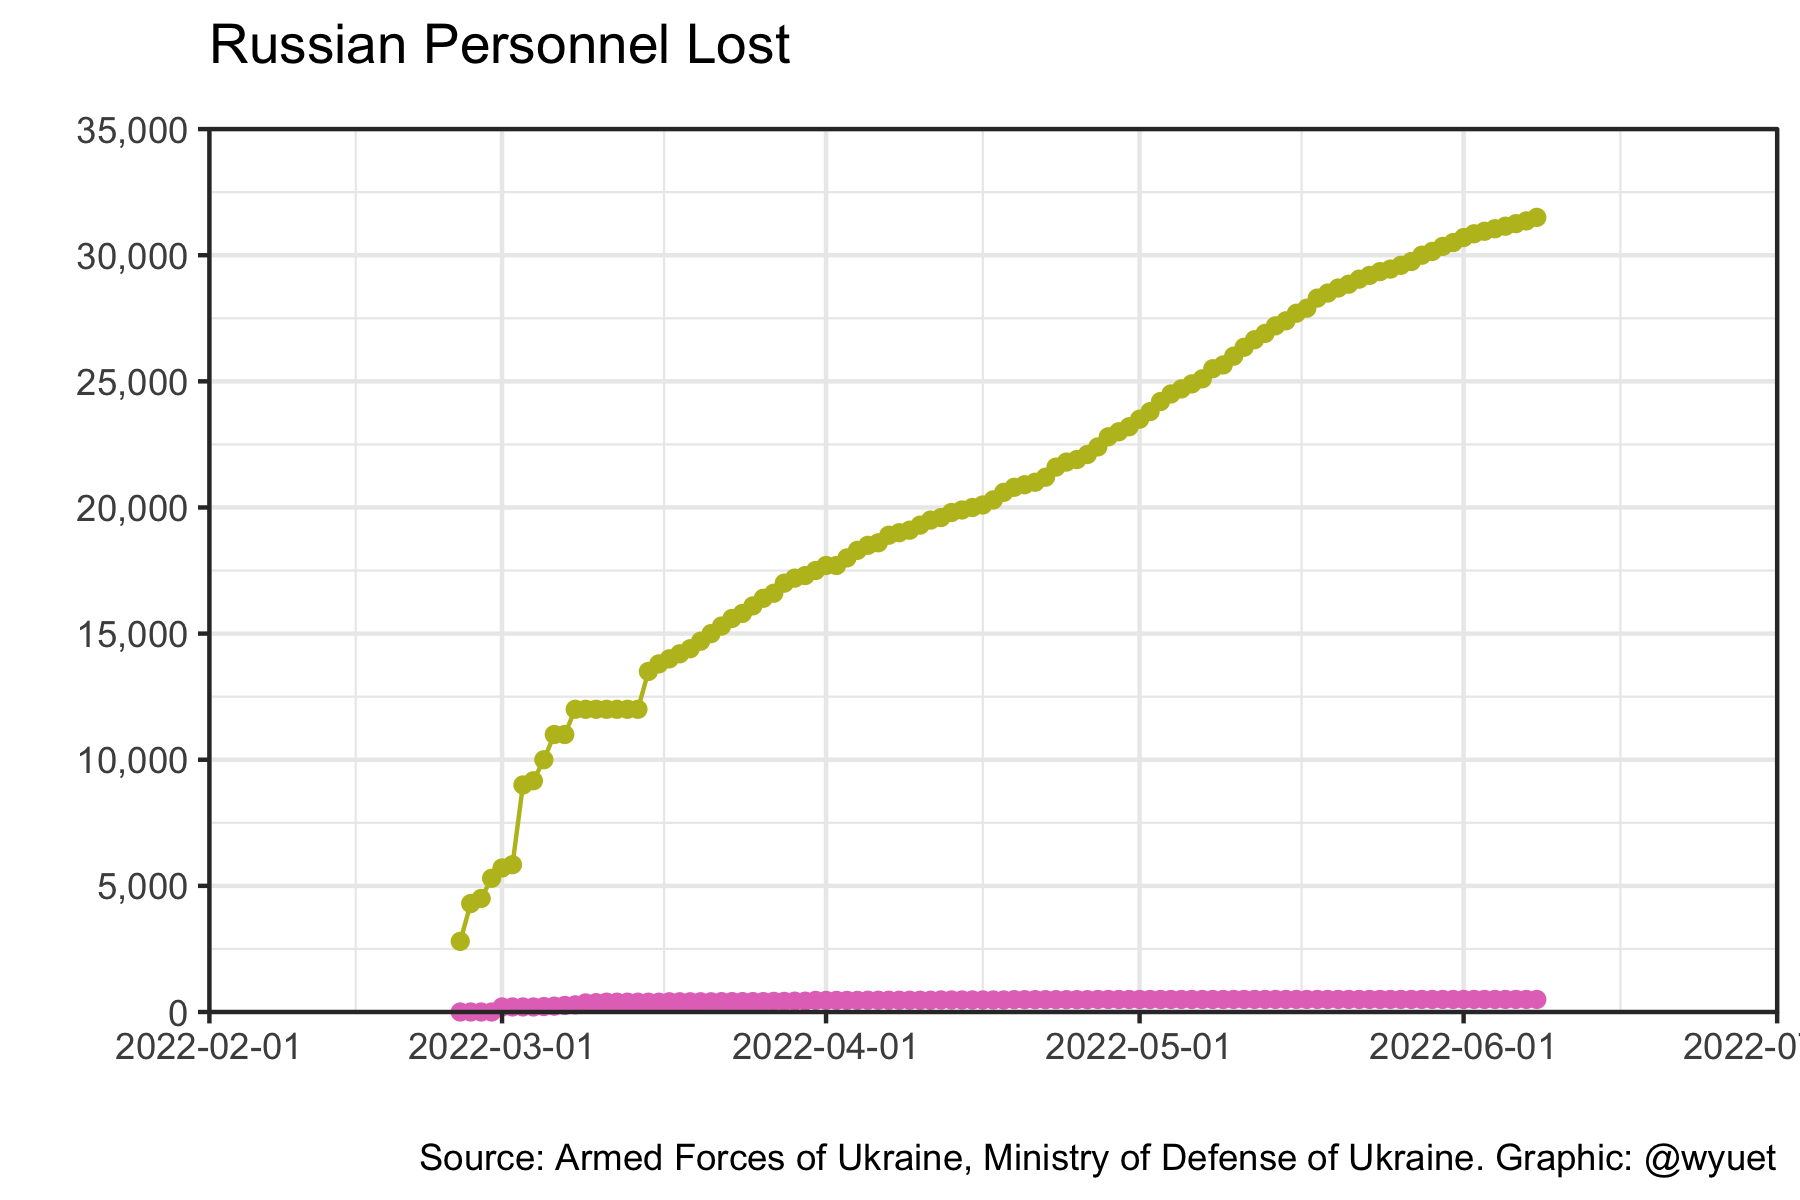 Russian Personnel Lost
35,000
30,000
25,000
20,000
15,000
10,000
5,000
0
2022-02-01 2022-03-01 2022-04-01 2022-05-01 2022-06-01 2022-0
Source: Armed Forces of Ukraine, Ministry of Defense of Ukraine. Graphic: @wyuet